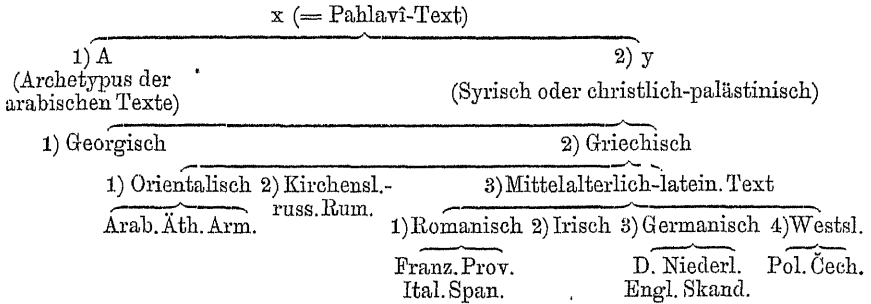 x (= Pahlavî-Text)
1) A 2) y
(Archetypus der
arabischen Texte) (Syrisch oder christlich-palästinisch)
1) Georgisch 2) Griechisch
1) Orientalisch 2) Kirchensl.- 3) Mittelalterlich-latein. Text
russ. Rum.
Arab. Äth. Arm. 1) Romanisch 2) Irisch 3) Germanisch 4) Westsl.
Franz. Prov. D. Niederl. Pol. Čech.
Ital. Span. Engl. Skand.